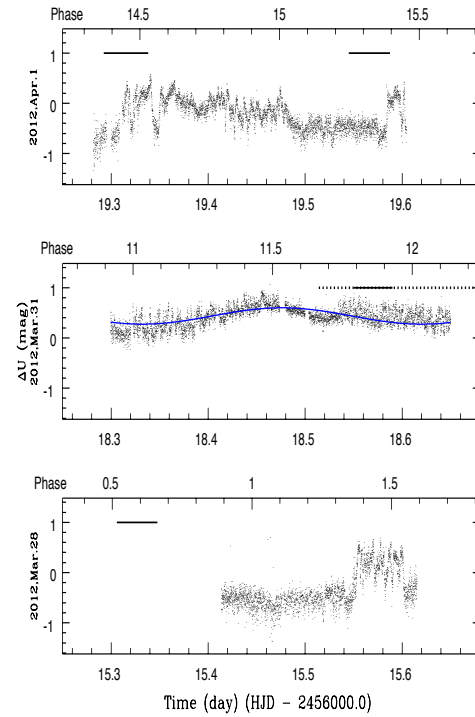 Phase 14.5 15 15.5
1
0
-1
2012.Apr.1
19.3 19.4 19.5 19.6
Phase 11 11.5 12
1
0
-1
ΔU (mag)
2012.Mar.31
18.3 18.4 18.5 18.6
Phase 0.5 1 1.5
1
0
-1
2012.Mar.28
15.3 15.4 15.5 15.6
Time (day) (HJD − 2456000.0)